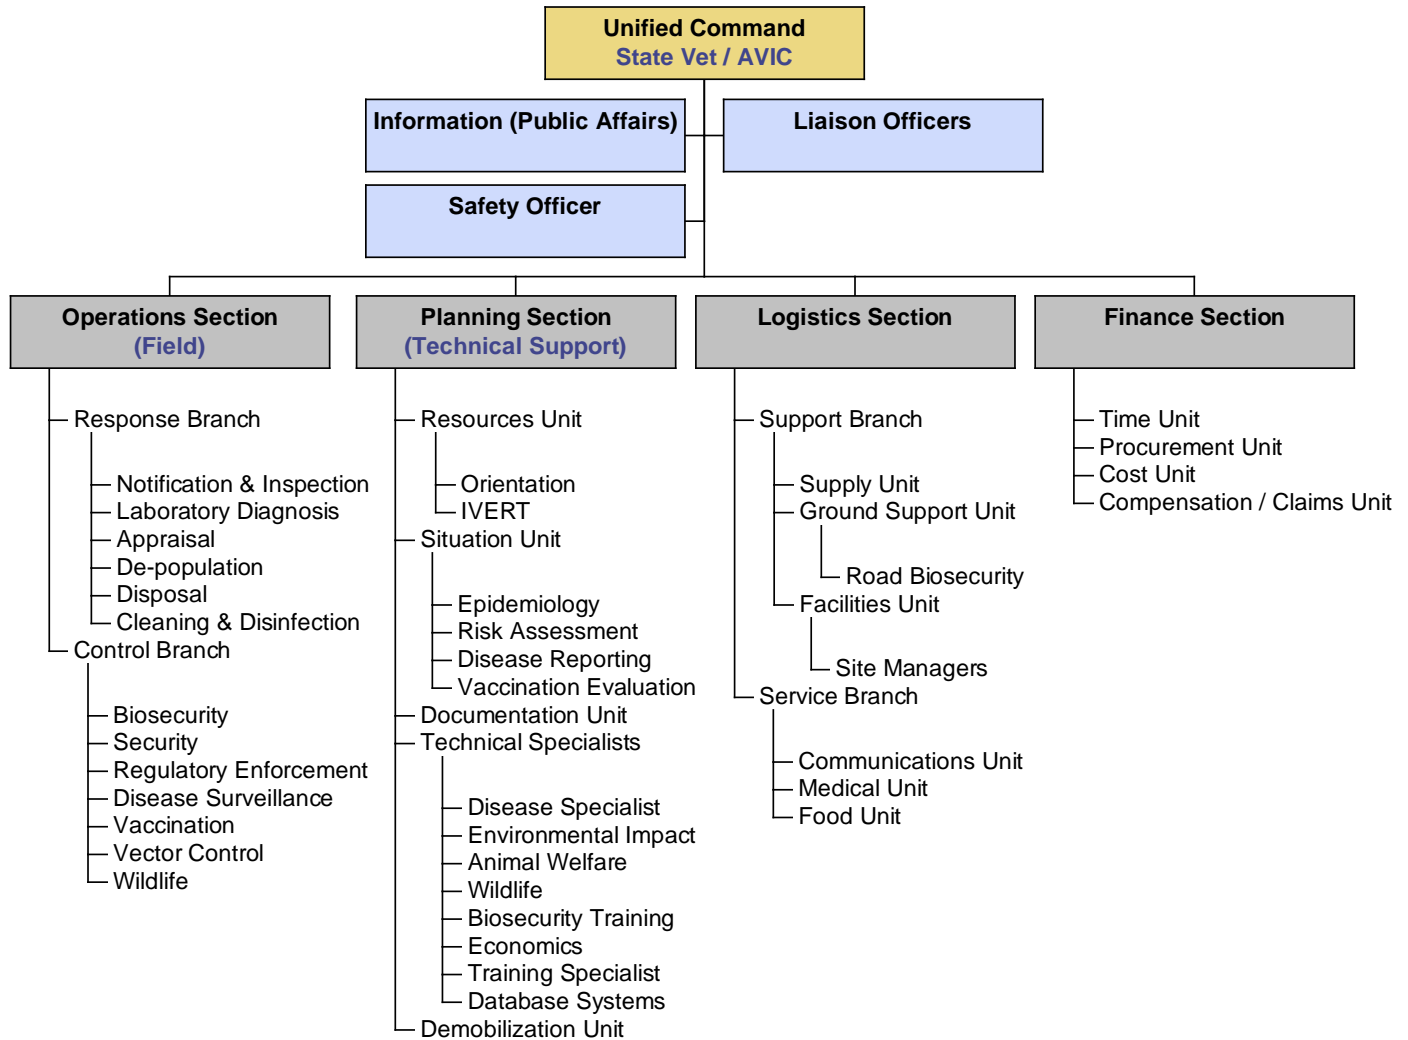 Unified Command
State Vet / AVIC
Information (Public Affairs)
Liaison Officers
Safety Officer
Operations Section
(Field)
Planning Section
(Technical Support)
Logistics Section
Finance Section
Response Branch
Notification & Inspection
Laboratory Diagnosis
Appraisal
De-population
Disposal
Cleaning & Disinfection
Control Branch
Biosecurity
Security
Regulatory Enforcement
Disease Surveillance
Vaccination
Vector Control
Wildlife
Resources Unit
Orientation
IVERT
Situation Unit
Epidemiology
Risk Assessment
Disease Reporting
Vaccination Evaluation
Documentation Unit
Technical Specialists
Disease Specialist
Environmental Impact
Animal Welfare
Wildlife
Biosecurity Training
Economics
Training Specialist
Database Systems
Demobilization Unit
Support Branch
Supply Unit
Ground Support Unit
Road Biosecurity
Facilities Unit
Site Managers
Service Branch
Communications Unit
Medical Unit
Food Unit
Time Unit
Procurement Unit
Cost Unit
Compensation / Claims Unit